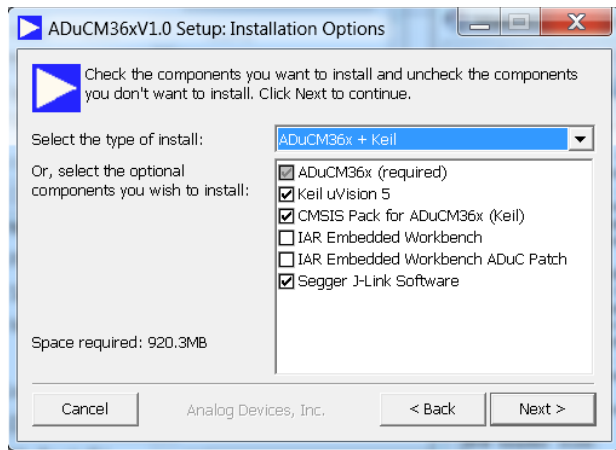 ADuCM36xV1.0 Setup: Installation Options
Check the components you want to install and uncheck the components
you don't want to install. Click Next to continue.
Select the type of install:
ADuCM36x + Keil
Or, select the optional
components you wish to install:
ADuCM36x (required)
Keil uVision 5
CMSIS Pack for ADuCM36x (Keil)
IAR Embedded Workbench
IAR Embedded Workbench ADuC Patch
Segger J-Link Software
Space required: 920.3MB
Cancel
Analog Devices, Inc.
< Back
Next >